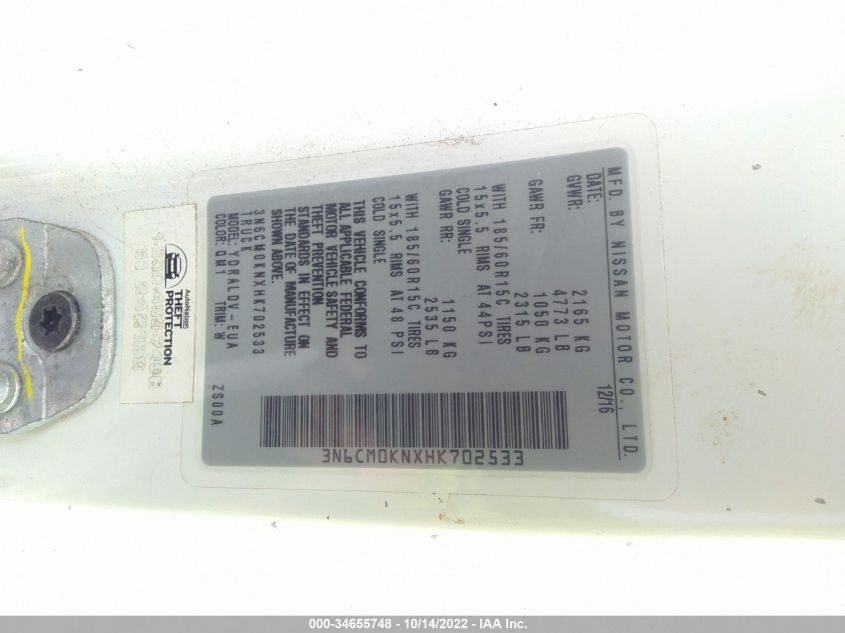 MFD. BY NISSAN MOTOR CO., LTD.
DATE: 12/16
GVWR: 2165 KG
4773 LB
GAWR FR: 1050 KG
2315 LB
WITH 185/60R15C TIRES
15x5.5 RIMS AT 44PSI
COLD SINGLE
GAWR RR: 1150 KG
2535 LB
WITH 185/60R15C TIRES
15x5.5 RIMS AT 48 PSI
COLD SINGLE
THIS VEHICLE CONFORMS TO
ALL APPLICABLE FEDERAL
MOTOR VEHICLE SAFETY AND
THEFT PREVENTION
STANDARDS IN EFFECT ON
THE DATE OF MANUFACTURE
SHOWN ABOVE.
3N6CM0KNXHK702533
TRUCK
MODEL: YDRALDV-EUA
COLOR: QM1 TRIM: W ZS00A
3N6CM0KNXHK702533
AutoNation
THEFT
PROTECTION
000-34655748 - 10/14/2022 - IAA Inc.